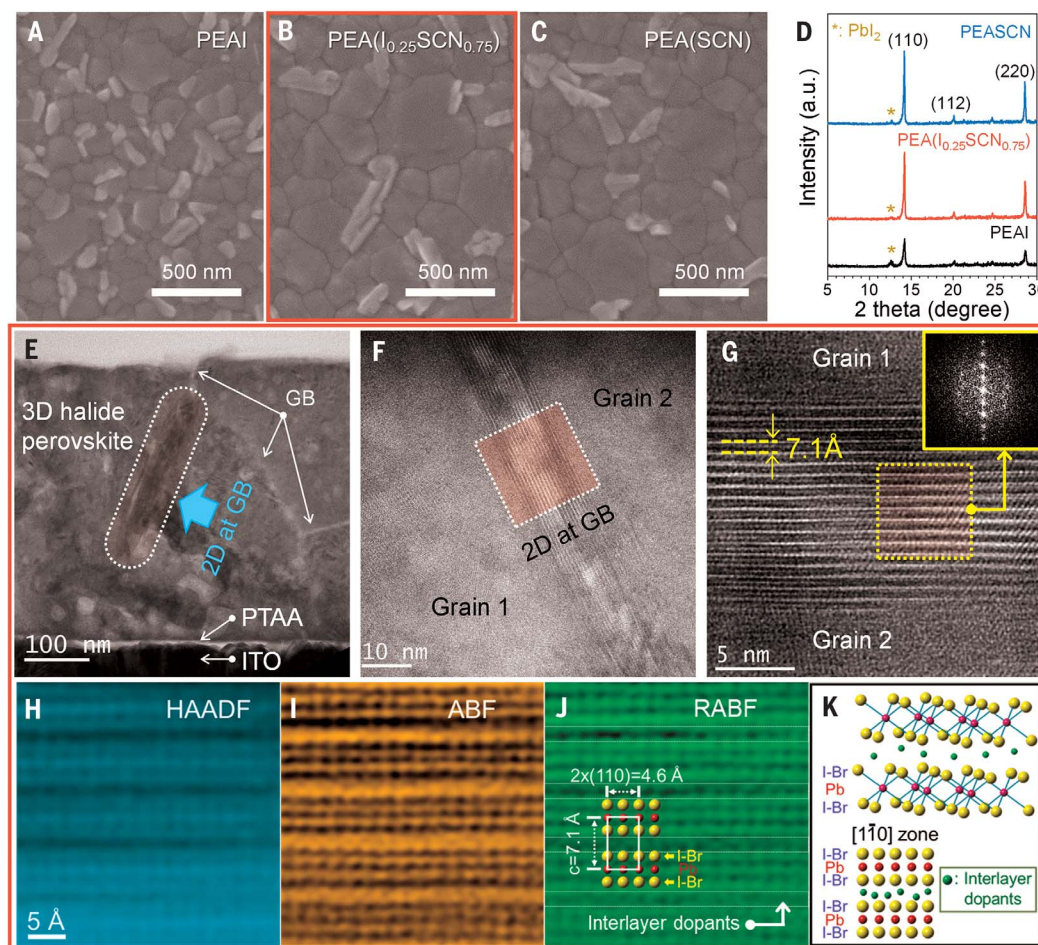 A
PEAI
500 nm
B
PEA(I0.25SCN0.75)
500 nm
C
PEA(SCN)
500 nm
D
*: PbI2
PEASCN
(110)
(112)
(220)
PEA(I0.25SCN0.75)
*
*
*
PEAI
Intensity (a.u.)
5 10 15 20 25 30
2 theta (degree)
E
GB
3D halide
perovskite
2D at GB
PTAA
ITO
100 nm
F
Grain 2
2D at GB
Grain 1
10 nm
G
Grain 1
7.1Å
Grain 2
5 nm
H
HAADF
5 Å
I
ABF
J
RABF
2x(110)=4.6 Å
c=7.1 Å
I-Br
Pb
I-Br
Interlayer dopants
K
I-Br
Pb
I-Br
[11̄0] zone
I-Br
Pb
I-Br
I-Br
Pb
I-Br
: Interlayer
dopants